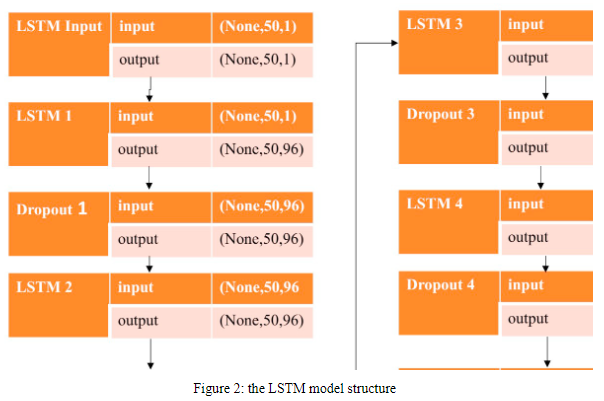 LSTM Input input (None,50,1)
output (None,50,1)
LSTM 1 input (None,50,1)
output (None,50,96)
Dropout 1 input (None,50,96)
output (None,50,96)
LSTM 2 input (None,50,96
output (None,50,96)
LSTM 3 input
output
Dropout 3 input
output
LSTM 4 input
output
Dropout 4 input
output
Figure 2: the LSTM model structure